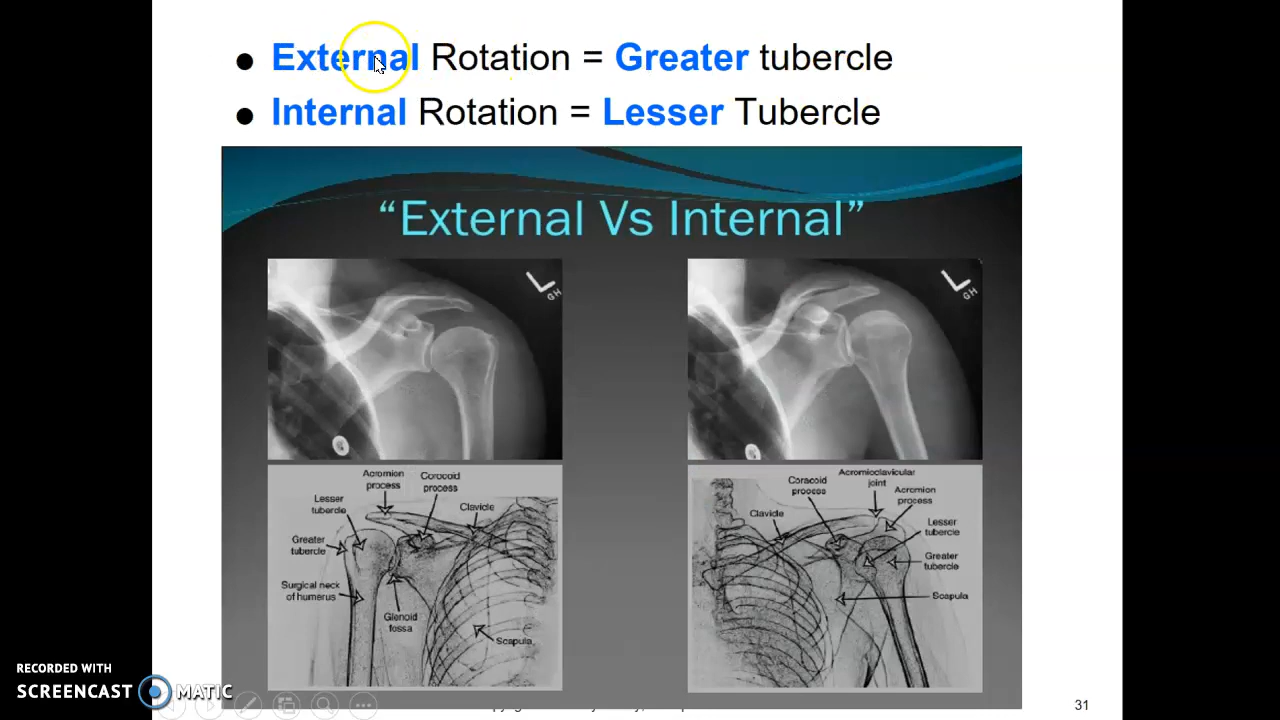 ● External Rotation = Greater tubercle
● Internal Rotation = Lesser Tubercle
“External Vs Internal”
L
GH
L
GH
Acromion
process
Coracoid
process
Lesser
tubercle
Clavicle
Greater
tubercle
Surgical neck
of humerus
Glenoid
fossa
Scapula
Acromioclavicular
joint
Coracoid
process
Acromion
process
Clavicle
Lesser
tubercle
Greater
tubercle
Scapula
RECORDED WITH
SCREENCAST MATIC
31